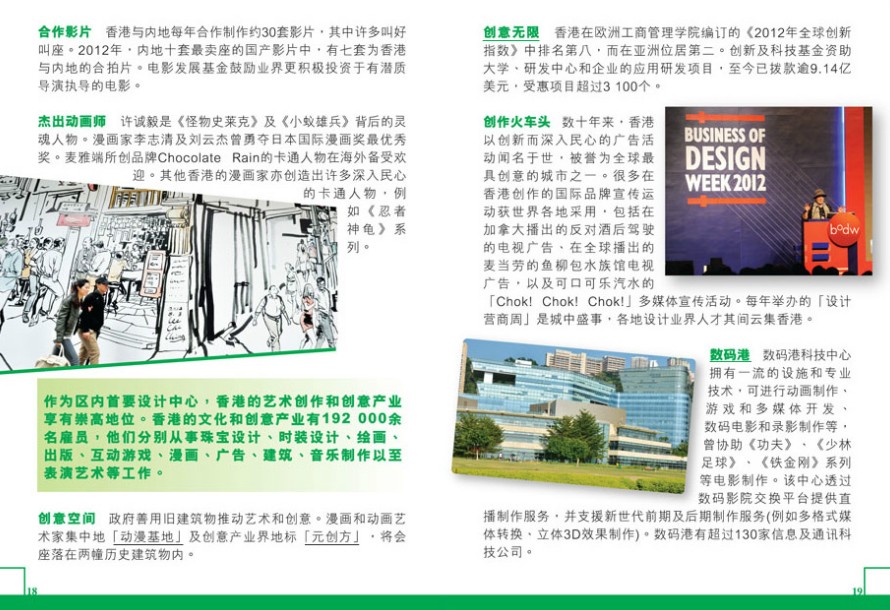 合作影片　香港与内地每年合作制作约30套影片，其中许多叫好
叫座。2012年，内地十套最卖座的国产影片中，有七套为香港
与内地的合拍片。电影发展基金鼓励业界更积极投资于有潜质
导演执导的电影。
杰出动画师　许诚毅是《怪物史莱克》及《小蚁雄兵》背后的灵
魂人物。漫画家李志清及刘云杰曾勇夺日本国际漫画奖最优秀
奖。麦雅端所创品牌Chocolate Rain的卡通人物在海外备受欢
迎。其他香港的漫画家亦创造出许多深入民心
的卡通人物，例
如《忍者
神龟》系
列。
作为区内首要设计中心，香港的艺术创作和创意产业
享有崇高地位。香港的文化和创意产业有192 000余
名雇员，他们分别从事珠宝设计、时装设计、绘画、
出版、互动游戏、漫画、广告、建筑、音乐制作以至
表演艺术等工作。
创意空间　政府善用旧建筑物推动艺术和创意。漫画和动画艺
术家集中地「动漫基地」及创意产业界地标「元创方」，将会
座落在两幢历史建筑物内。
18
创意无限　香港在欧洲工商管理学院编订的《2012年全球创新
指数》中排名第八，而在亚洲位居第二。创新及科技基金资助
大学、研发中心和企业的应用研发项目，至今已拨款逾9.14亿
美元，受惠项目超过3 100个。
创作火车头　数十年来，香港
以创新而深入民心的广告活
动闻名于世，被誉为全球最
具创意的城市之一。很多在
香港创作的国际品牌宣传运
动获世界各地采用，包括在
加拿大播出的反对酒后驾驶
的电视广告、在全球播出的
麦当劳的鱼柳包水族馆电视
广告，以及可口可乐汽水的
「Chok! Chok! Chok!」多媒体宣传活动。每年举办的「设计
营商周」是城中盛事，各地设计业界人才其间云集香港。
BUSINESS OF
DESIGN
WEEK 2012
bodw
数码港　数码港科技中心
拥有一流的设施和专业
技术，可进行动画制作、
游戏和多媒体开发、
数码电影和录影制作等，
曾协助《功夫》、《少林
足球》、《铁金刚》系列
等电影制作。该中心透过
数码影院交换平台提供直
播制作服务，并支援新世代前期及后期制作服务(例如多格式媒
体转换、立体3D效果制作)。数码港有超过130家信息及通讯科
技公司。
19